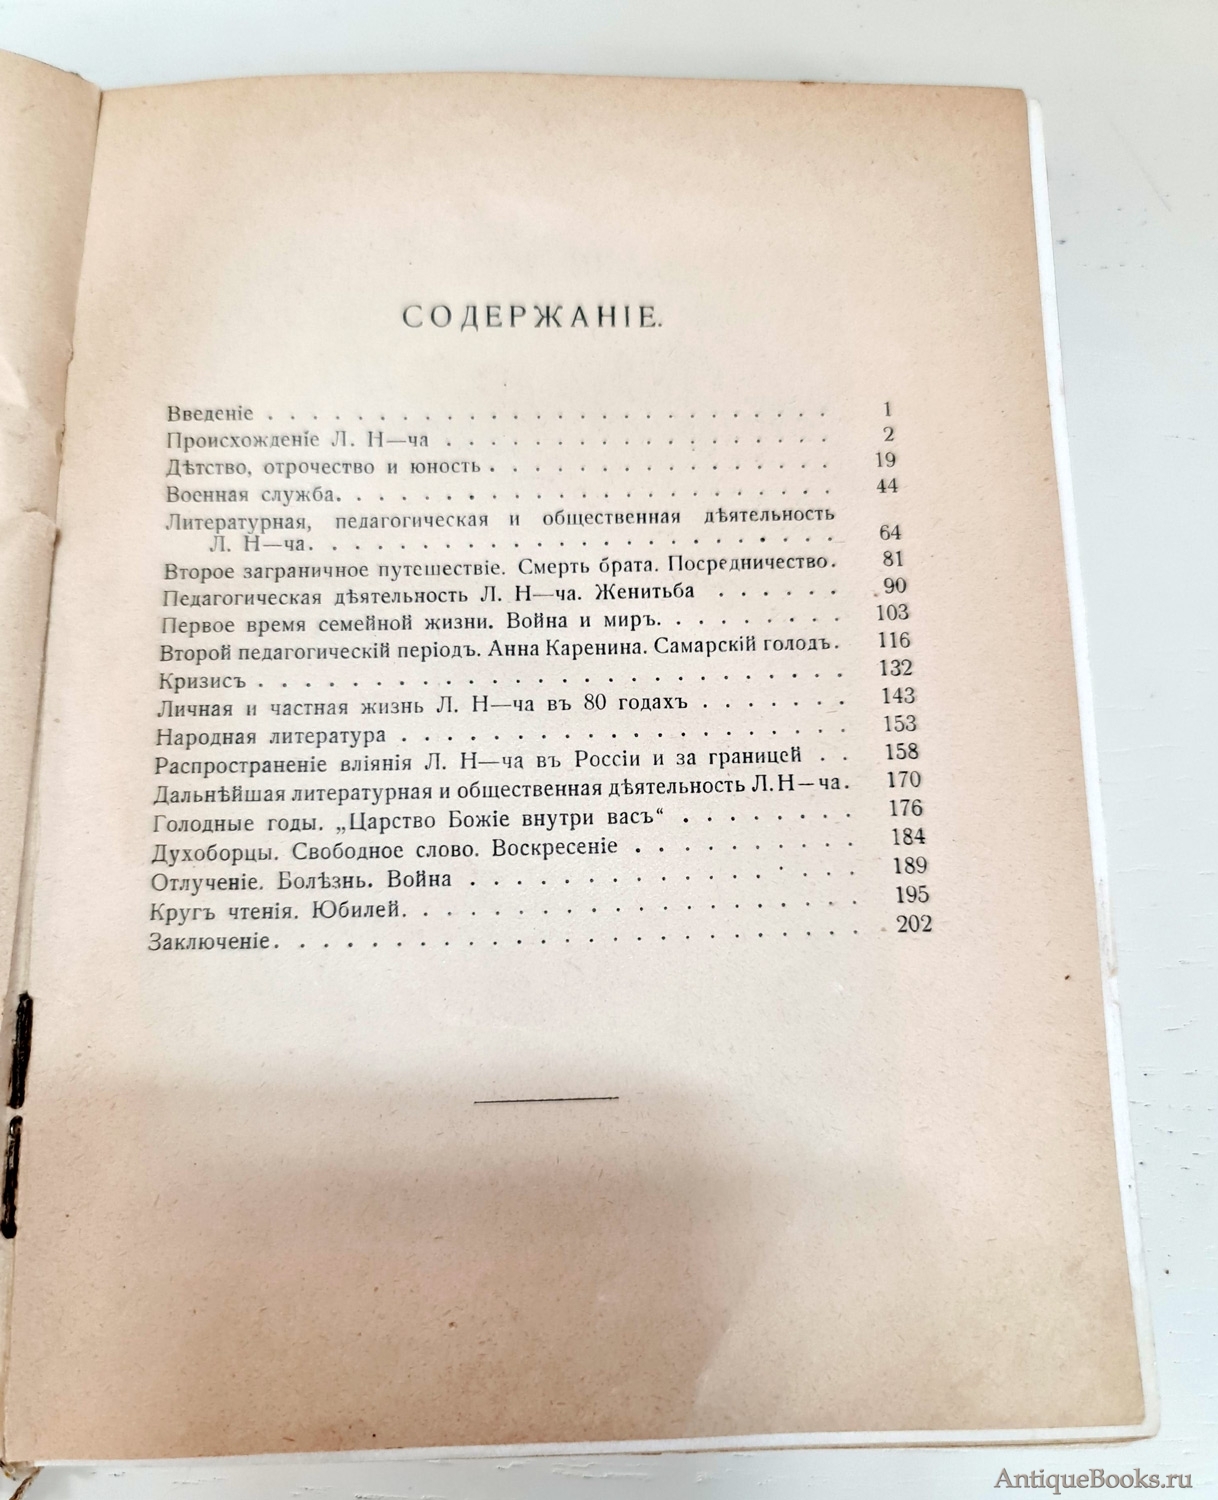 СОДЕРЖАНІЕ.
Введеніе . . . . . . . . . . . . . . . . . . . . . 1
Происхожденіе Л. Н—ча . . . . . . . . . . . . . . 2
Дѣтство, отрочество и юность . . . . . . . . . . . . 19
Военная служба. . . . . . . . . . . . . . . . . . . 44
Литературная, педагогическая и общественная дѣятельность
Л. Н—ча. . . . . . . . . . . . . . . . . . . . 64
Второе заграничное путешествіе. Смерть брата. Посредничество. 81
Педагогическая дѣятельность Л. Н—ча. Женитьба . . . . . . 90
Первое время семейной жизни. Война и миръ. . . . . . . . 103
Второй педагогическій періодъ. Анна Каренина. Самарскій голодъ. 116
Кризисъ . . . . . . . . . . . . . . . . . . . . . 132
Личная и частная жизнь Л. Н—ча въ 80 годахъ . . . . . . . 143
Народная литература . . . . . . . . . . . . . . . . 153
Распространеніе вліянія Л. Н—ча въ Россіи и за границей . . 158
Дальнѣйшая литературная и общественная дѣятельность Л. Н—ча. 170
Голодные годы. „Царство Божіе внутри васъ“ . . . . . . . 176
Духоборцы. Свободное слово. Воскресеніе . . . . . . . . . 184
Отлученіе. Болѣзнь. Война . . . . . . . . . . . . . . 189
Кругъ чтенія. Юбилей. . . . . . . . . . . . . . . . 195
Заключеніе. . . . . . . . . . . . . . . . . . . . . 202
AntiqueBooks.ru